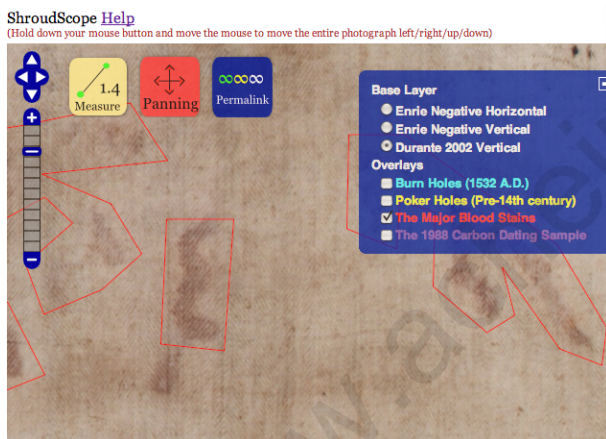 ShroudScope Help
(Hold down your mouse button and move the mouse to move the entire photograph left/right/up/down)
1.4
Measure
Panning
Permalink
Base Layer
Enrie Negative Horizontal
Enrie Negative Vertical
Durante 2002 Vertical
Overlays
Burn Holes (1532 A.D.)
Poker Holes (Pre-14th century)
The Major Blood Stains
The 1988 Carbon Dating Sample